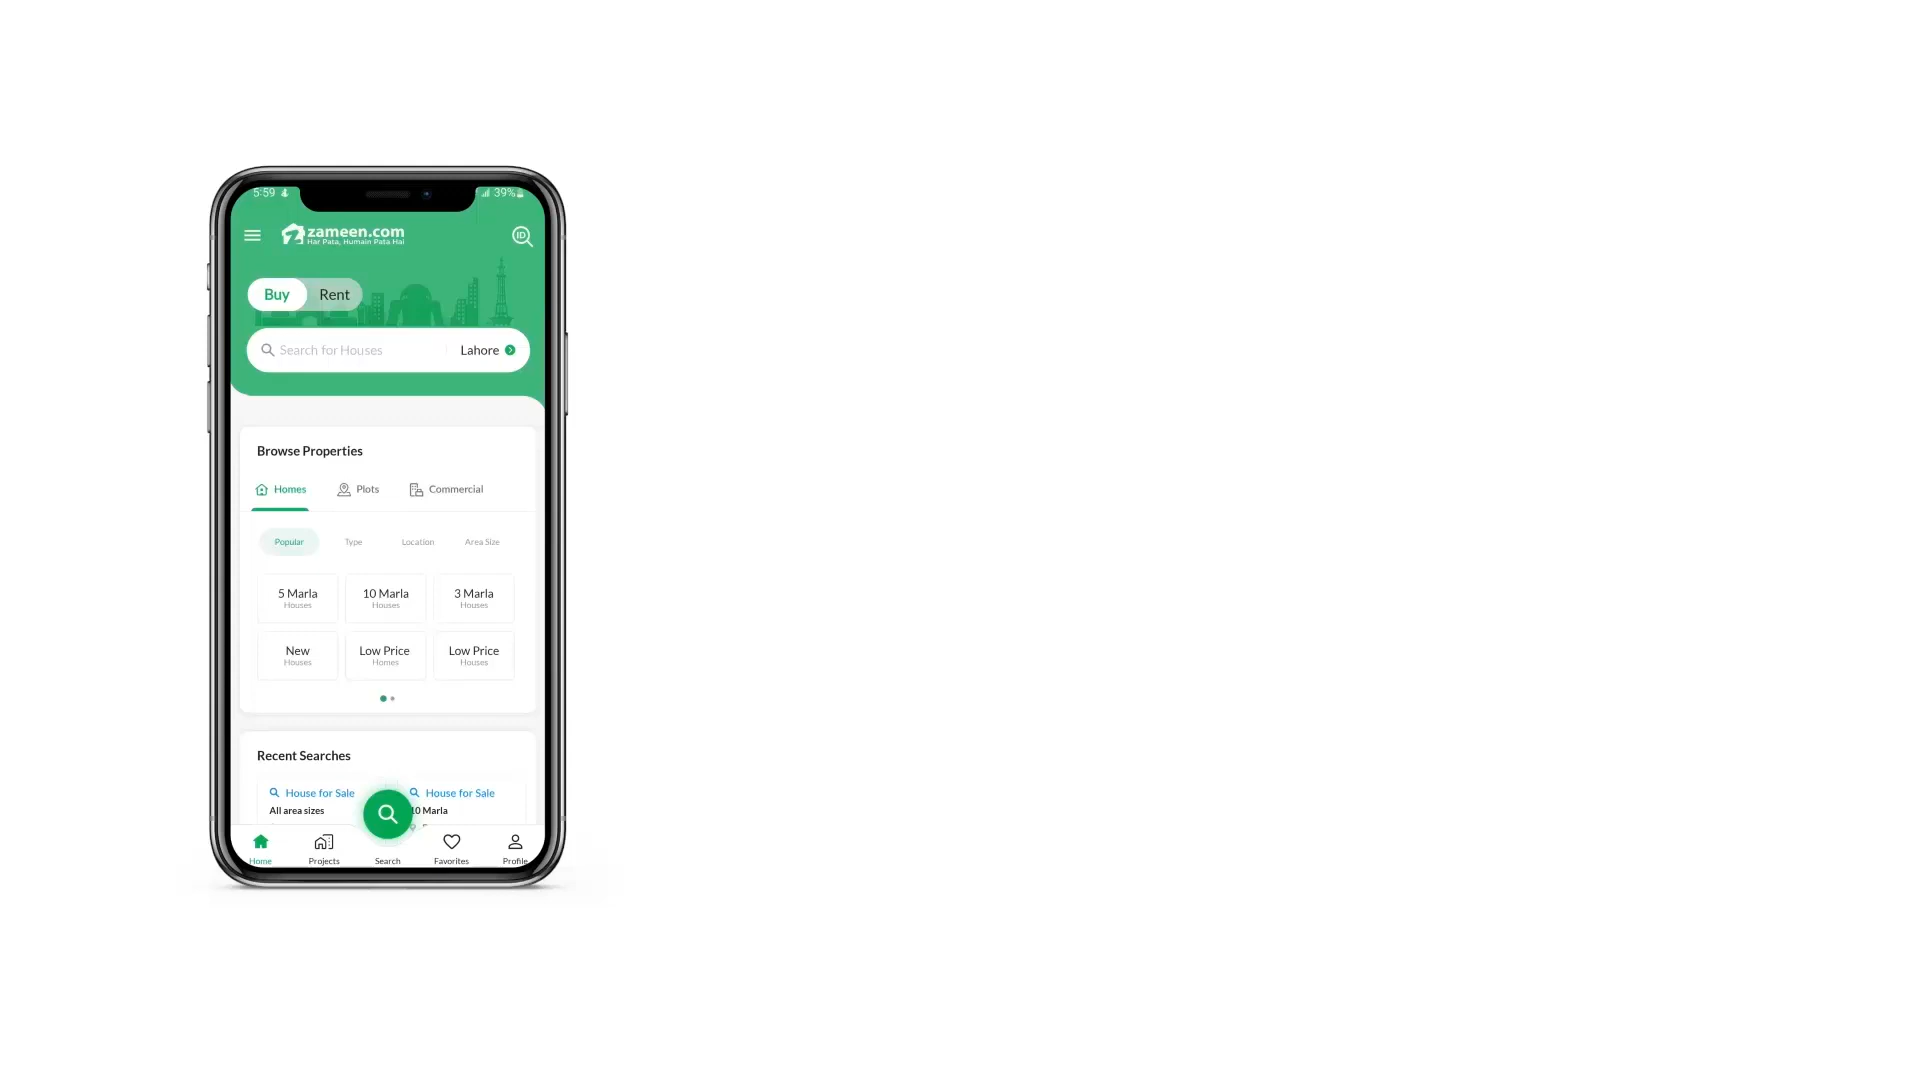 5:59
39%
zameen.com
Har Pata, Humain Pata Hai
ID
Buy
Rent
Search for Houses
Lahore
Browse Properties
Homes
Plots
Commercial
Popular
Type
Location
Area Size
5 Marla
Houses
10 Marla
Houses
3 Marla
Houses
New
Houses
Low Price
Homes
Low Price
Houses
Recent Searches
House for Sale
All area sizes
House for Sale
10 Marla
Home
Projects
Search
Favorites
Profile